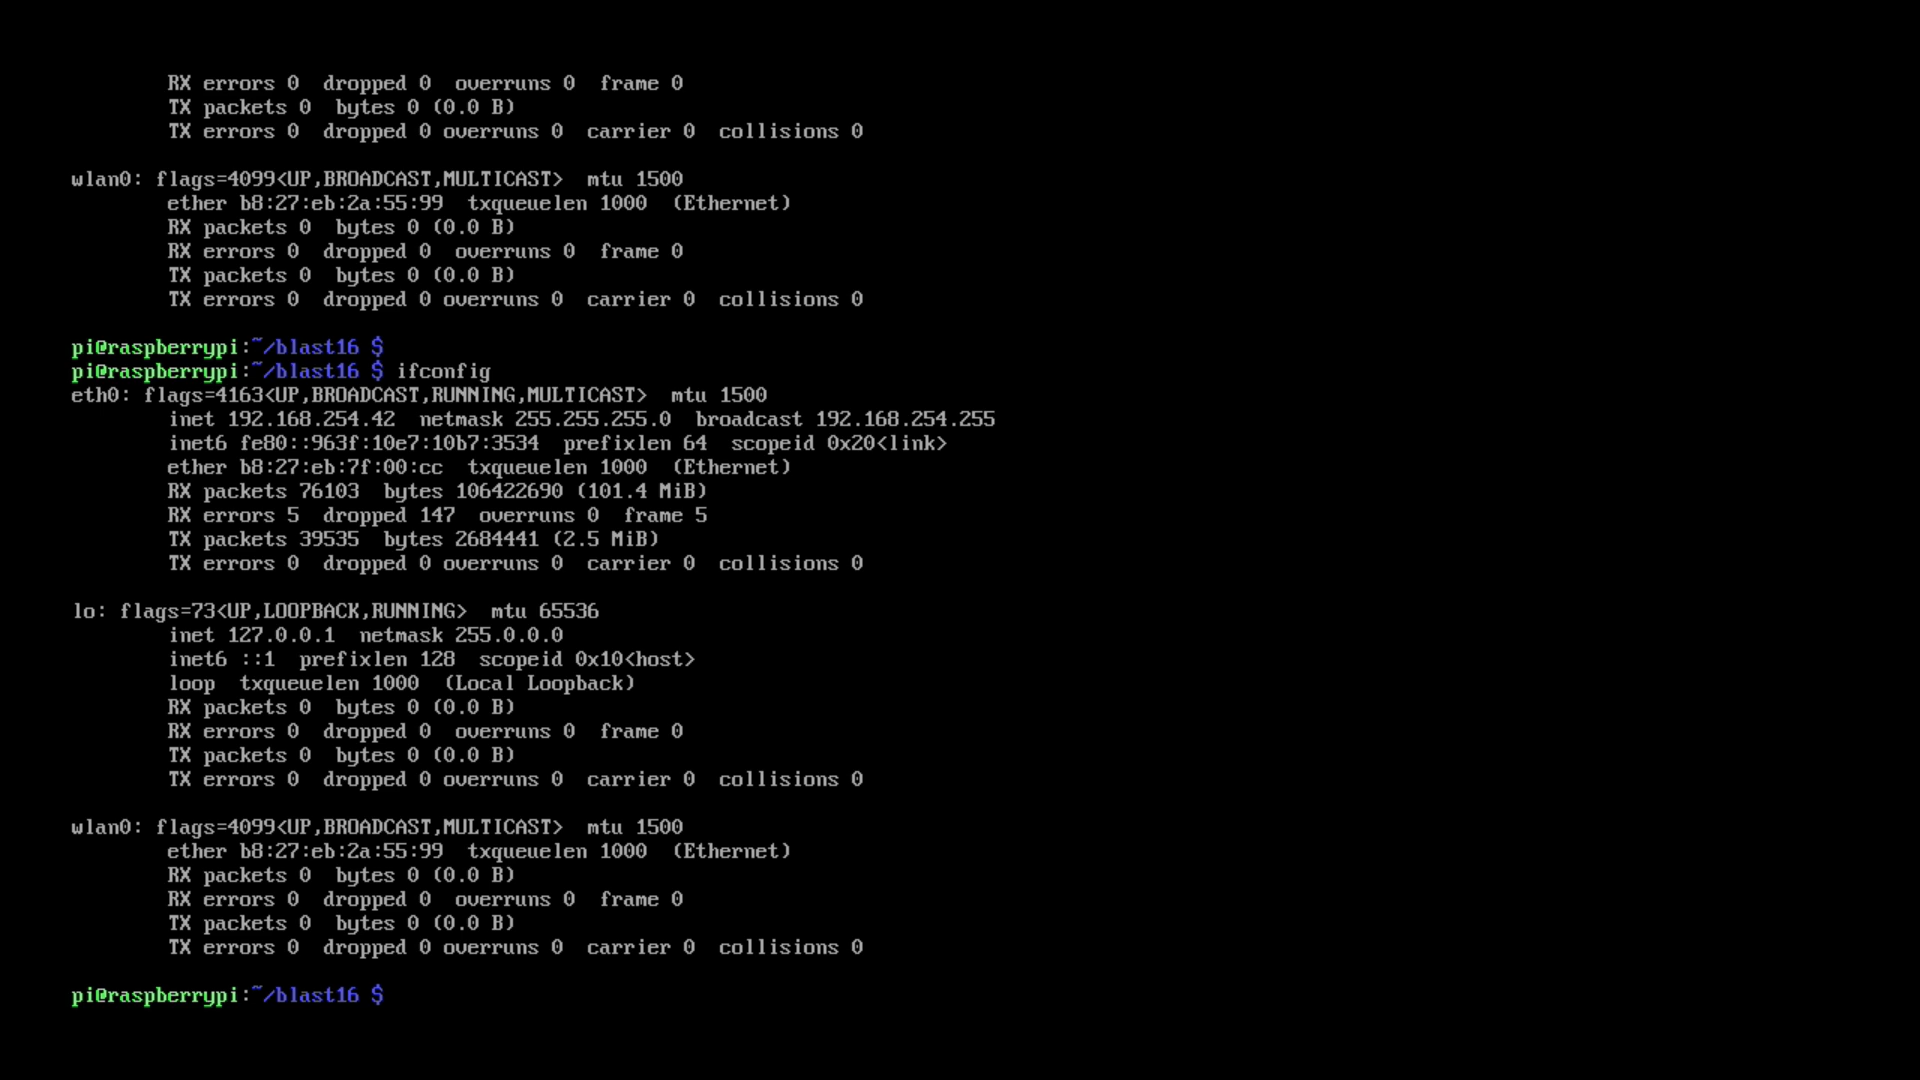 RX errors 0  dropped 0  overruns 0  frame 0
TX packets 0  bytes 0 (0.0 B)
TX errors 0  dropped 0 overruns 0  carrier 0  collisions 0
wlan0: flags=4099<UP,BROADCAST,MULTICAST>  mtu 1500
ether b8:27:eb:2a:55:99  txqueuelen 1000  (Ethernet)
RX packets 0  bytes 0 (0.0 B)
RX errors 0  dropped 0  overruns 0  frame 0
TX packets 0  bytes 0 (0.0 B)
TX errors 0  dropped 0 overruns 0  carrier 0  collisions 0
pi@raspberrypi:~/blast16 $
pi@raspberrypi:~/blast16 $ ifconfig
eth0: flags=4163<UP,BROADCAST,RUNNING,MULTICAST>  mtu 1500
inet 192.168.254.42  netmask 255.255.255.0  broadcast 192.168.254.255
inet6 fe80::963f:10e7:10b7:3534  prefixlen 64  scopeid 0x20<link>
ether b8:27:eb:7f:00:cc  txqueuelen 1000  (Ethernet)
RX packets 76103  bytes 106422690 (101.4 MiB)
RX errors 5  dropped 147  overruns 0  frame 5
TX packets 39535  bytes 2684441 (2.5 MiB)
TX errors 0  dropped 0 overruns 0  carrier 0  collisions 0
lo: flags=73<UP,LOOPBACK,RUNNING>  mtu 65536
inet 127.0.0.1  netmask 255.0.0.0
inet6 ::1  prefixlen 128  scopeid 0x10<host>
loop  txqueuelen 1000  (Local Loopback)
RX packets 0  bytes 0 (0.0 B)
RX errors 0  dropped 0  overruns 0  frame 0
TX packets 0  bytes 0 (0.0 B)
TX errors 0  dropped 0 overruns 0  carrier 0  collisions 0
wlan0: flags=4099<UP,BROADCAST,MULTICAST>  mtu 1500
ether b8:27:eb:2a:55:99  txqueuelen 1000  (Ethernet)
RX packets 0  bytes 0 (0.0 B)
RX errors 0  dropped 0  overruns 0  frame 0
TX packets 0  bytes 0 (0.0 B)
TX errors 0  dropped 0 overruns 0  carrier 0  collisions 0
pi@raspberrypi:~/blast16 $